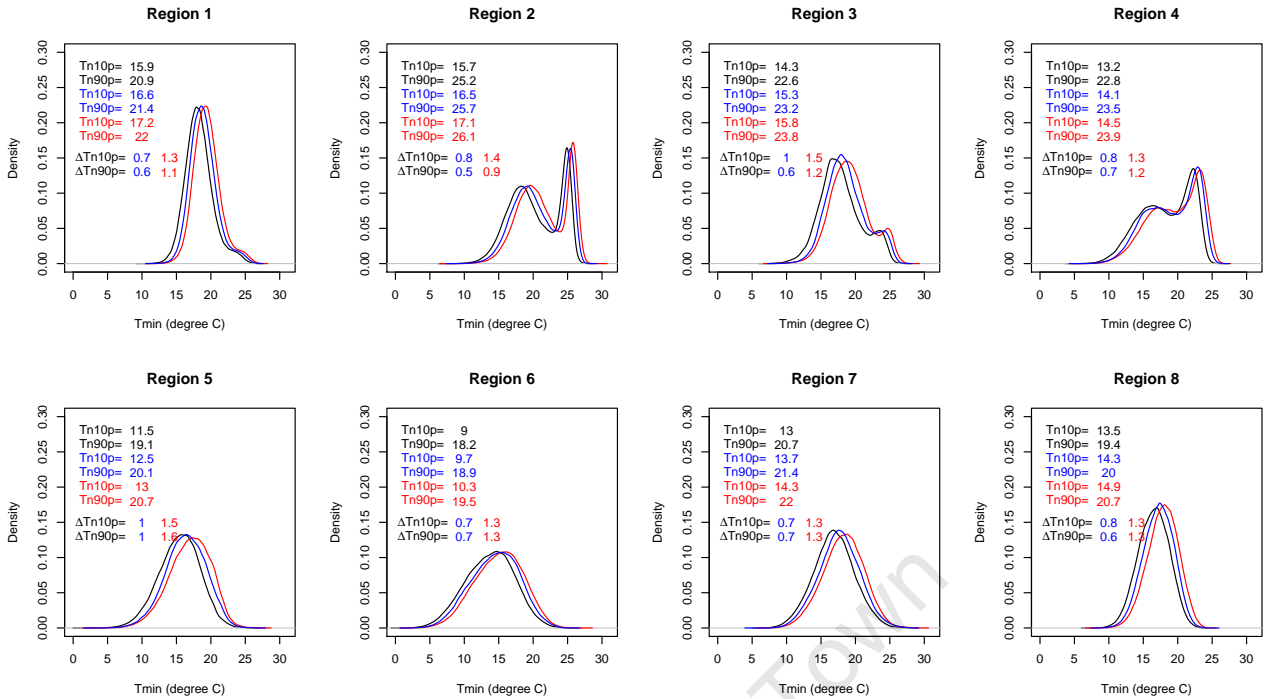 Region 1
Region 2
Region 3
Region 4
0.00 0.05 0.10 0.15 0.20 0.25 0.30
Density
Tn10p= 15.9
Tn90p= 20.9
Tn10p= 16.6
Tn90p= 21.4
Tn10p= 17.2
Tn90p= 22
ΔTn10p= 0.7 1.3
ΔTn90p= 0.6 1.1
0 5 10 15 20 25 30
Tmin (degree C)
0.00 0.05 0.10 0.15 0.20 0.25 0.30
Density
Tn10p= 15.7
Tn90p= 25.2
Tn10p= 16.5
Tn90p= 25.7
Tn10p= 17.1
Tn90p= 26.1
ΔTn10p= 0.8 1.4
ΔTn90p= 0.5 0.9
0 5 10 15 20 25 30
Tmin (degree C)
0.00 0.05 0.10 0.15 0.20 0.25 0.30
Density
Tn10p= 14.3
Tn90p= 22.6
Tn10p= 15.3
Tn90p= 23.2
Tn10p= 15.8
Tn90p= 23.8
ΔTn10p= 1 1.5
ΔTn90p= 0.6 1.2
0 5 10 15 20 25 30
Tmin (degree C)
0.00 0.05 0.10 0.15 0.20 0.25 0.30
Density
Tn10p= 13.2
Tn90p= 22.8
Tn10p= 14.1
Tn90p= 23.5
Tn10p= 14.5
Tn90p= 23.9
ΔTn10p= 0.8 1.3
ΔTn90p= 0.7 1.2
0 5 10 15 20 25 30
Tmin (degree C)
Region 5
Region 6
Region 7
Region 8
0.00 0.05 0.10 0.15 0.20 0.25 0.30
Density
Tn10p= 11.5
Tn90p= 19.1
Tn10p= 12.5
Tn90p= 20.1
Tn10p= 13
Tn90p= 20.7
ΔTn10p= 1 1.5
ΔTn90p= 1 1.6
0 5 10 15 20 25 30
Tmin (degree C)
0.00 0.05 0.10 0.15 0.20 0.25 0.30
Density
Tn10p= 9
Tn90p= 18.2
Tn10p= 9.7
Tn90p= 18.9
Tn10p= 10.3
Tn90p= 19.5
ΔTn10p= 0.7 1.3
ΔTn90p= 0.7 1.3
0 5 10 15 20 25 30
Tmin (degree C)
0.00 0.05 0.10 0.15 0.20 0.25 0.30
Density
Tn10p= 13
Tn90p= 20.7
Tn10p= 13.7
Tn90p= 21.4
Tn10p= 14.3
Tn90p= 22
ΔTn10p= 0.7 1.3
ΔTn90p= 0.7 1.3
0 5 10 15 20 25 30
Tmin (degree C)
0.00 0.05 0.10 0.15 0.20 0.25 0.30
Density
Tn10p= 13.5
Tn90p= 19.4
Tn10p= 14.3
Tn90p= 20
Tn10p= 14.9
Tn90p= 20.7
ΔTn10p= 0.8 1.3
ΔTn90p= 0.6 1.3
0 5 10 15 20 25 30
Tmin (degree C)
Town